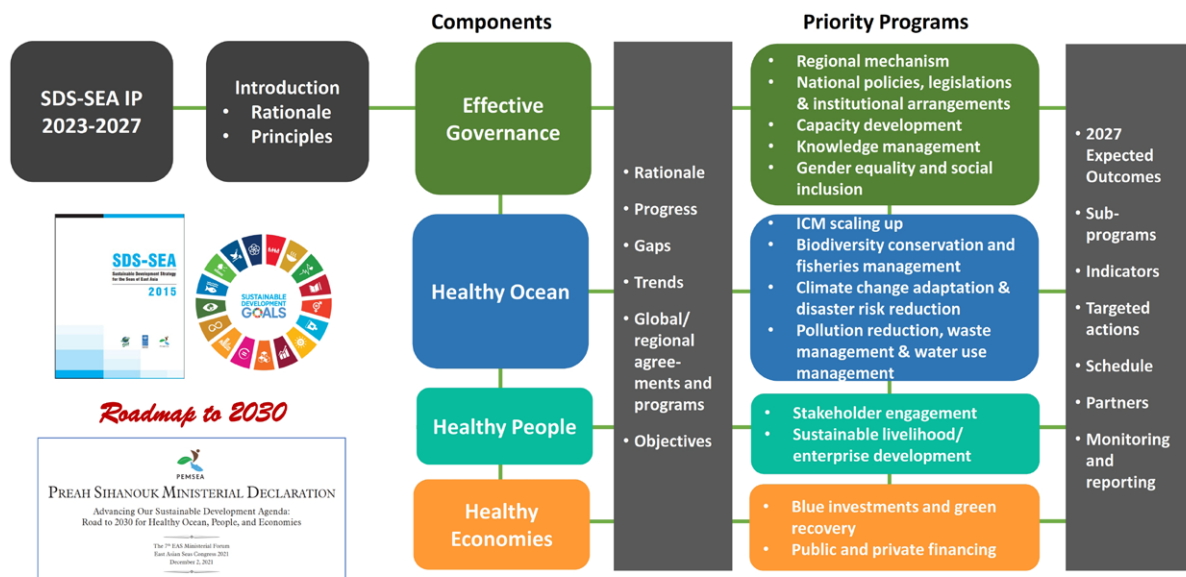 Components
Priority Programs
SDS-SEA IP
2023-2027
Introduction
• Rationale
• Principles
Effective
Governance
Healthy Ocean
Healthy People
Healthy
Economies
• Rationale
• Progress
• Gaps
• Trends
• Global/
regional
agree-
ments and
programs
• Objectives
• Regional mechanism
• National policies, legislations
& institutional arrangements
• Capacity development
• Knowledge management
• Gender equality and social
inclusion
• ICM scaling up
• Biodiversity conservation and
fisheries management
• Climate change adaptation &
disaster risk reduction
• Pollution reduction, waste
management & water use
management
• Stakeholder engagement
• Sustainable livelihood/
enterprise development
• Blue investments and green
recovery
• Public and private financing
• 2027
Expected
Outcomes
• Sub-
programs
• Indicators
• Targeted
actions
• Schedule
• Partners
• Monitoring
and
reporting
SDS-SEA
Sustainable Development Strategy
for the Seas of East Asia
2015
SUSTAINABLE
DEVELOPMENT
GOALS
Roadmap to 2030
PEMSEA
PREAH SIHANOUK MINISTERIAL DECLARATION
Advancing Our Sustainable Development Agenda:
Road to 2030 for Healthy Ocean, People, and Economies
The 7th EAS Ministerial Forum
East Asian Seas Congress 2021
December 2, 2021